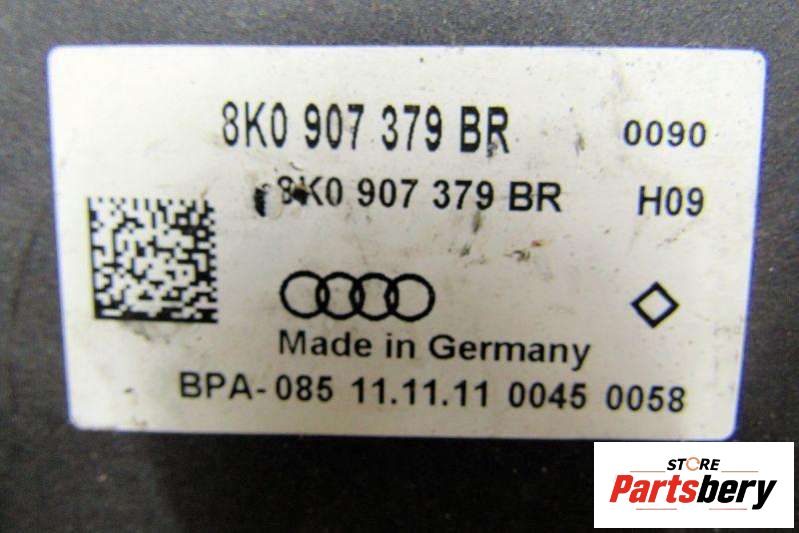 8K0 907 379 BR 0090
8K0 907 379 BR H09
Made in Germany
BPA-085 11.11.11 0045 0058
STORE
Partsbery